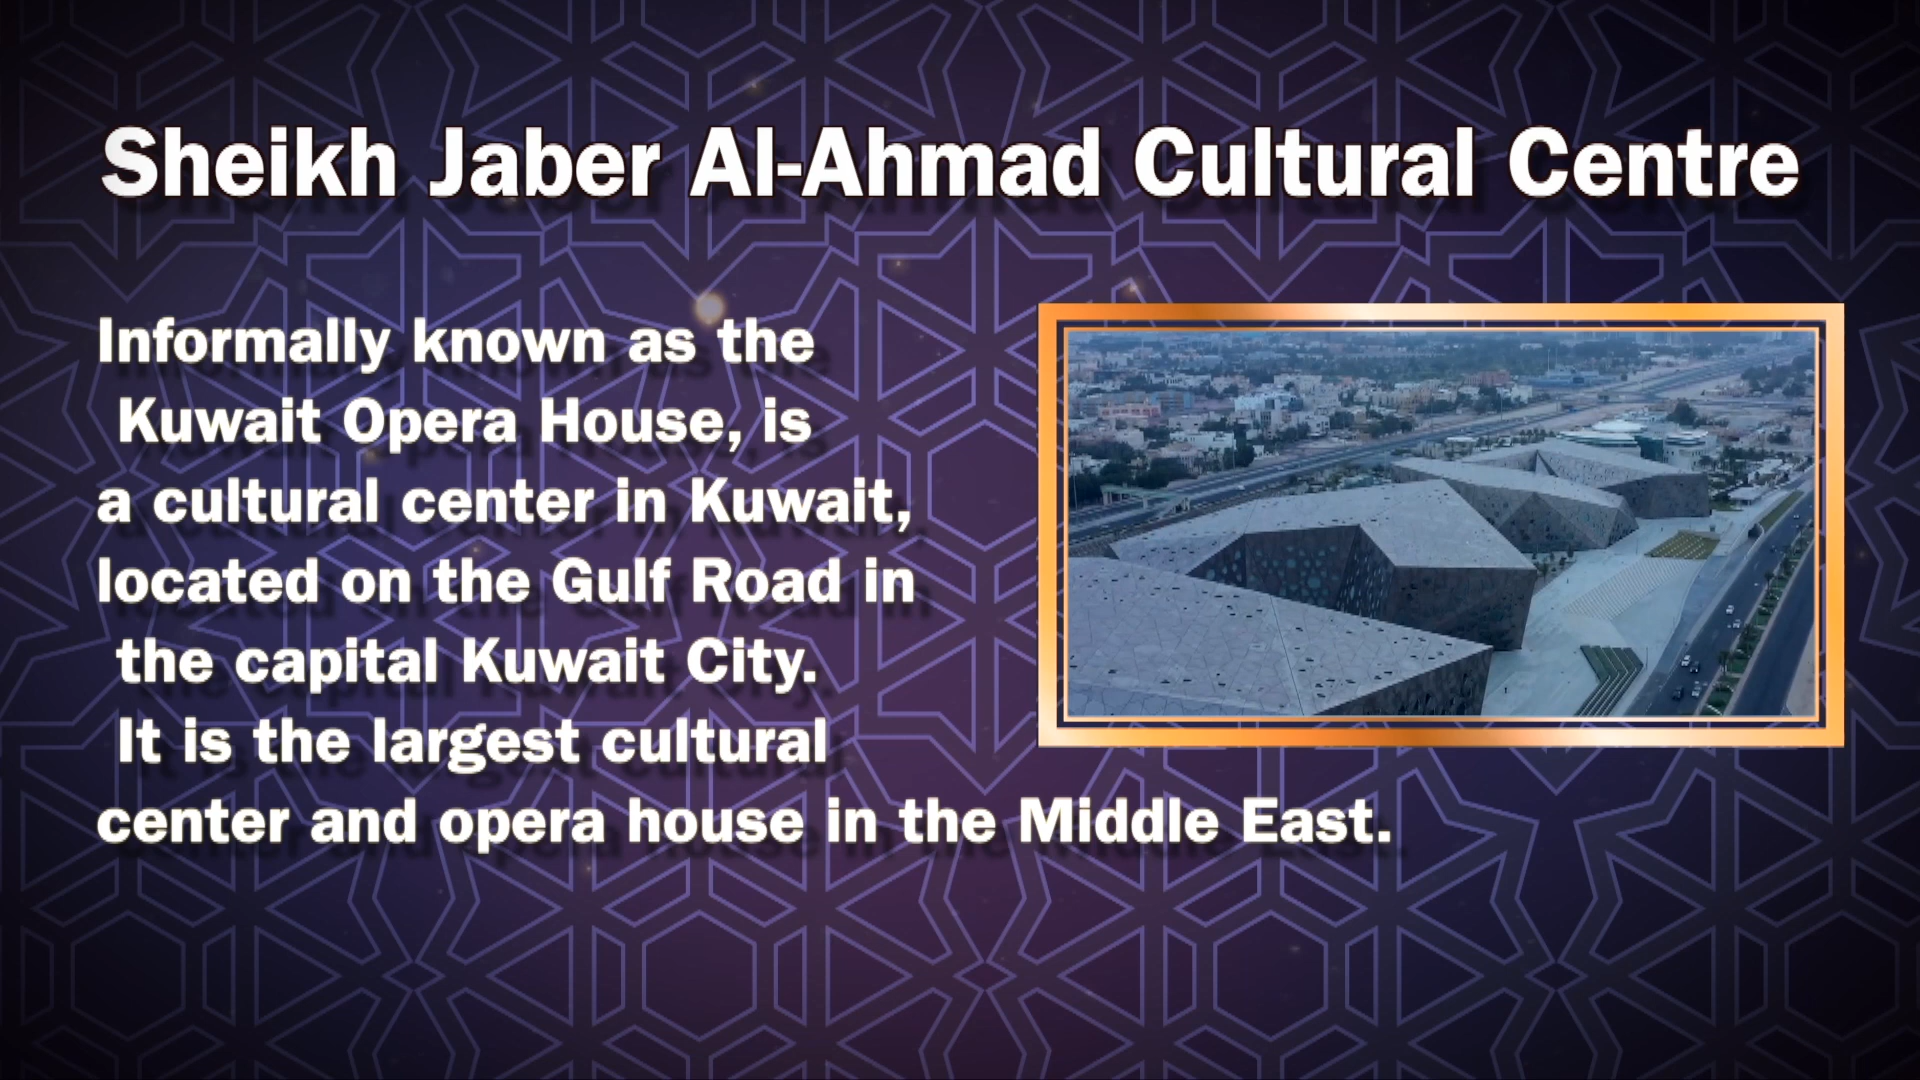 Sheikh Jaber Al-Ahmad Cultural Centre
Informally known as the
Kuwait Opera House, is
a cultural center in Kuwait,
located on the Gulf Road in
the capital Kuwait City.
It is the largest cultural
center and opera house in the Middle East.